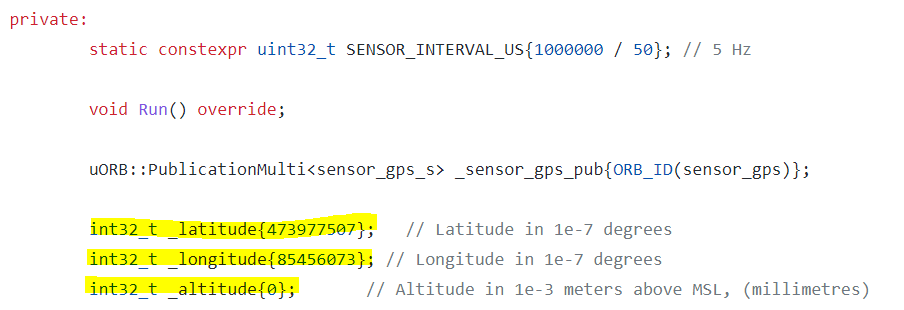 private:
static constexpr uint32_t SENSOR_INTERVAL_US{1000000 / 50}; // 5 Hz
void Run() override;
uORB::PublicationMulti<sensor_gps_s> _sensor_gps_pub{ORB_ID(sensor_gps)};
int32_t _latitude{473977507}; // Latitude in 1e-7 degrees
int32_t _longitude{85456073}; // Longitude in 1e-7 degrees
int32_t _altitude{0}; // Altitude in 1e-3 meters above MSL, (millimetres)